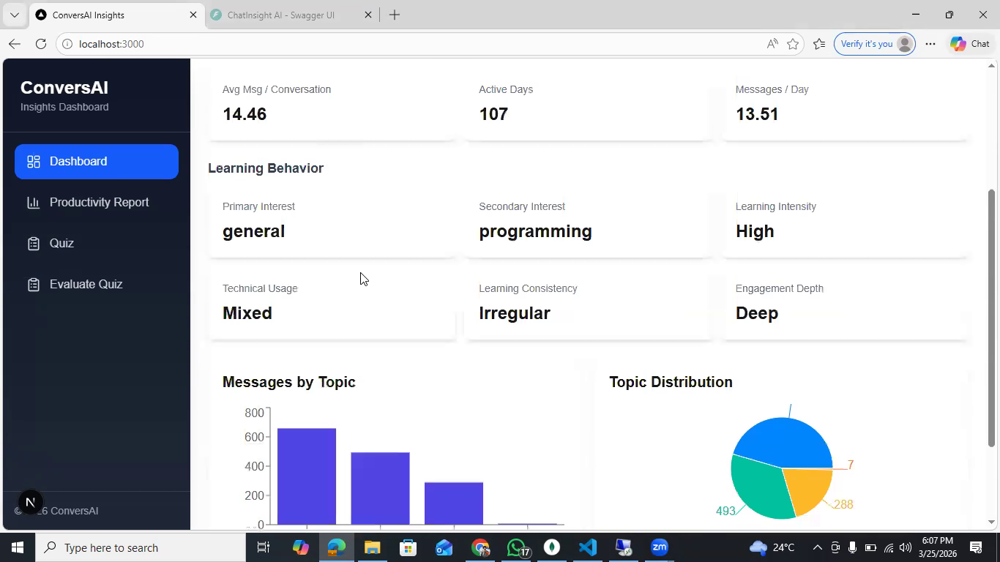 ConversAI Insights
ChatInsight AI - Swagger UI
localhost:3000
Verify it's you
Chat
ConversAI
Insights Dashboard
Dashboard
Productivity Report
Quiz
Evaluate Quiz
N
6 ConversAI
Avg Msg / Conversation
Active Days
Messages / Day
14.46
107
13.51
Learning Behavior
Primary Interest
Secondary Interest
Learning Intensity
general
programming
High
Technical Usage
Learning Consistency
Engagement Depth
Mixed
Irregular
Deep
Messages by Topic
Topic Distribution
800
600
400
200
0
7
288
493
Type here to search
17
zm
24°C
6:07 PM
3/25/2026